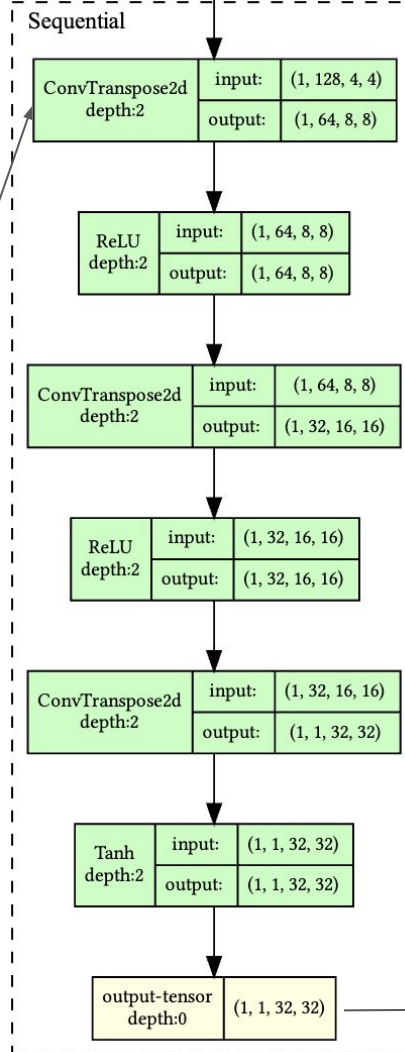 Sequential
ConvTranspose2d
depth:2
input:
(1, 128, 4, 4)
output:
(1, 64, 8, 8)
ReLU
depth:2
input:
(1, 64, 8, 8)
output:
(1, 64, 8, 8)
ConvTranspose2d
depth:2
input:
(1, 64, 8, 8)
output:
(1, 32, 16, 16)
ReLU
depth:2
input:
(1, 32, 16, 16)
output:
(1, 32, 16, 16)
ConvTranspose2d
depth:2
input:
(1, 32, 16, 16)
output:
(1, 1, 32, 32)
Tanh
depth:2
input:
(1, 1, 32, 32)
output:
(1, 1, 32, 32)
output-tensor
depth:0
(1, 1, 32, 32)